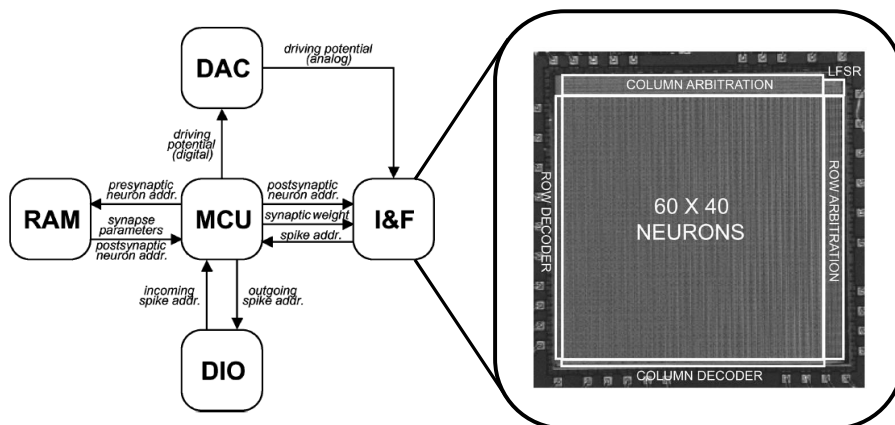 DAC
driving potential
(analog)
driving
potential
(digital)
presynaptic
neuron addr.
RAM
synapse
parameters
postsynaptic
neuron addr.
MCU
postsynaptic
neuron addr.
synaptic weight
spike addr.
I&F
incoming
spike addr.
outgoing
spike addr.
DIO
LFSR
COLUMN ARBITRATION
ROW DECODER
60 X 40
NEURONS
ROW ARBITRATION
COLUMN DECODER